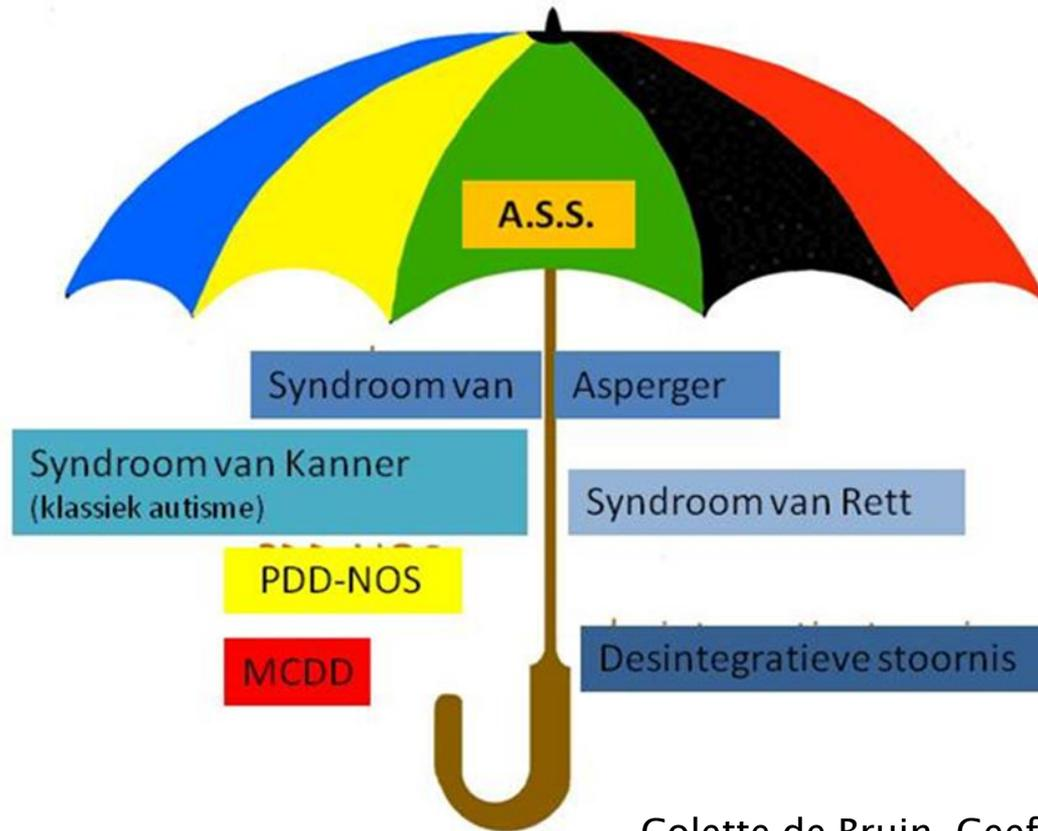 A.S.S.
Syndroom van Asperger
Syndroom van Kanner
(klassiek autisme)
Syndroom van Rett
PDD-NOS
MCDD
Desintegratieve stoornis
Colette de Bruin, Geef